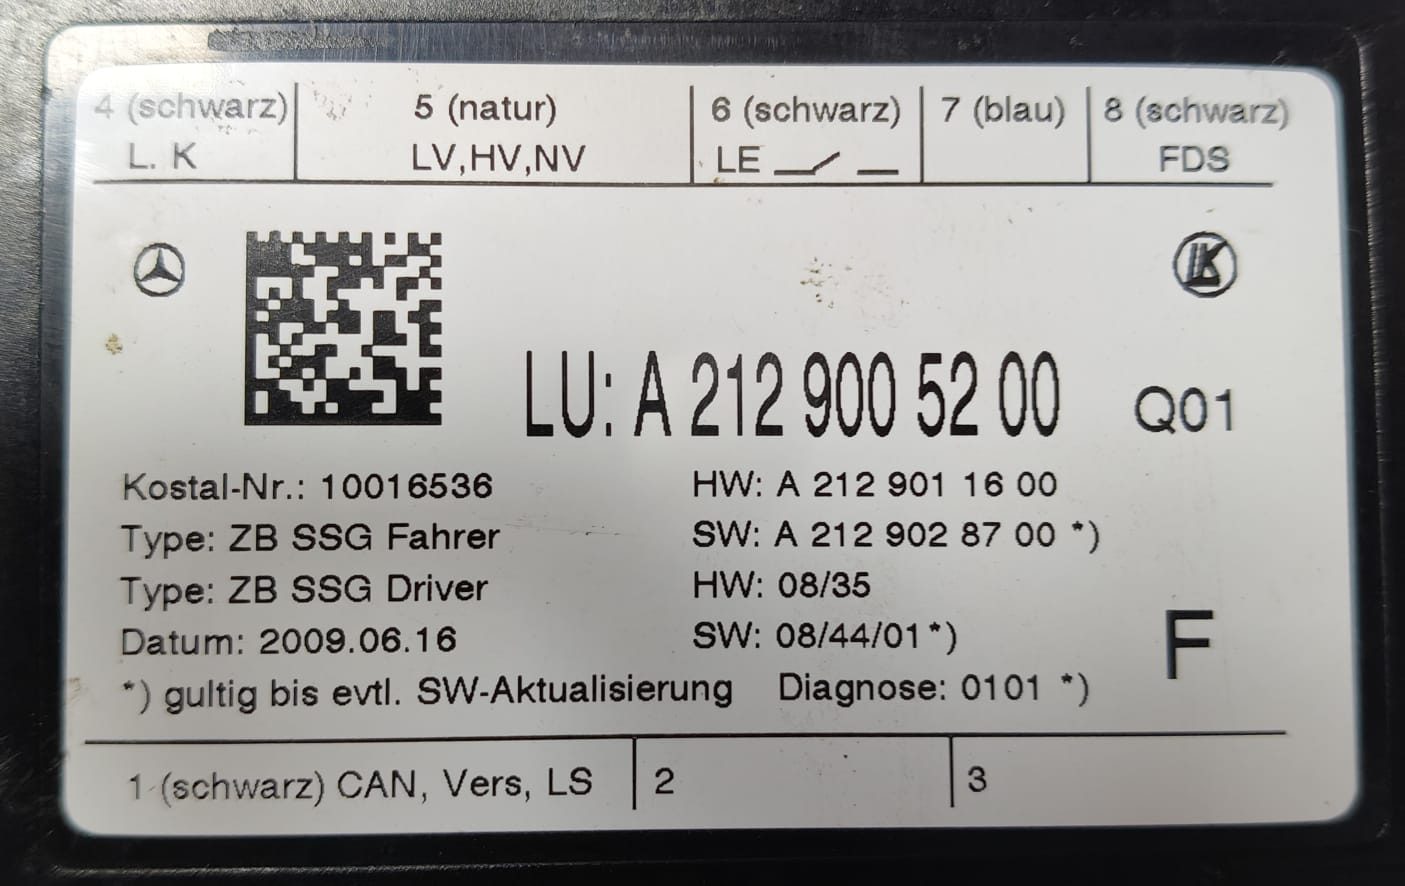 4 (schwarz) 5 (natur) 6 (schwarz) 7 (blau) 8 (schwarz)
L. K LV,HV,NV LE FDS
LU: A 212 900 52 00 Q01
Kostal-Nr.: 10016536 HW: A 212 901 16 00
Type: ZB SSG Fahrer SW: A 212 902 87 00 *)
Type: ZB SSG Driver HW: 08/35
Datum: 2009.06.16 SW: 08/44/01 *)
F
*) gultig bis evtl. SW-Aktualisierung Diagnose: 0101 *)
1 (schwarz) CAN, Vers, LS 2 3